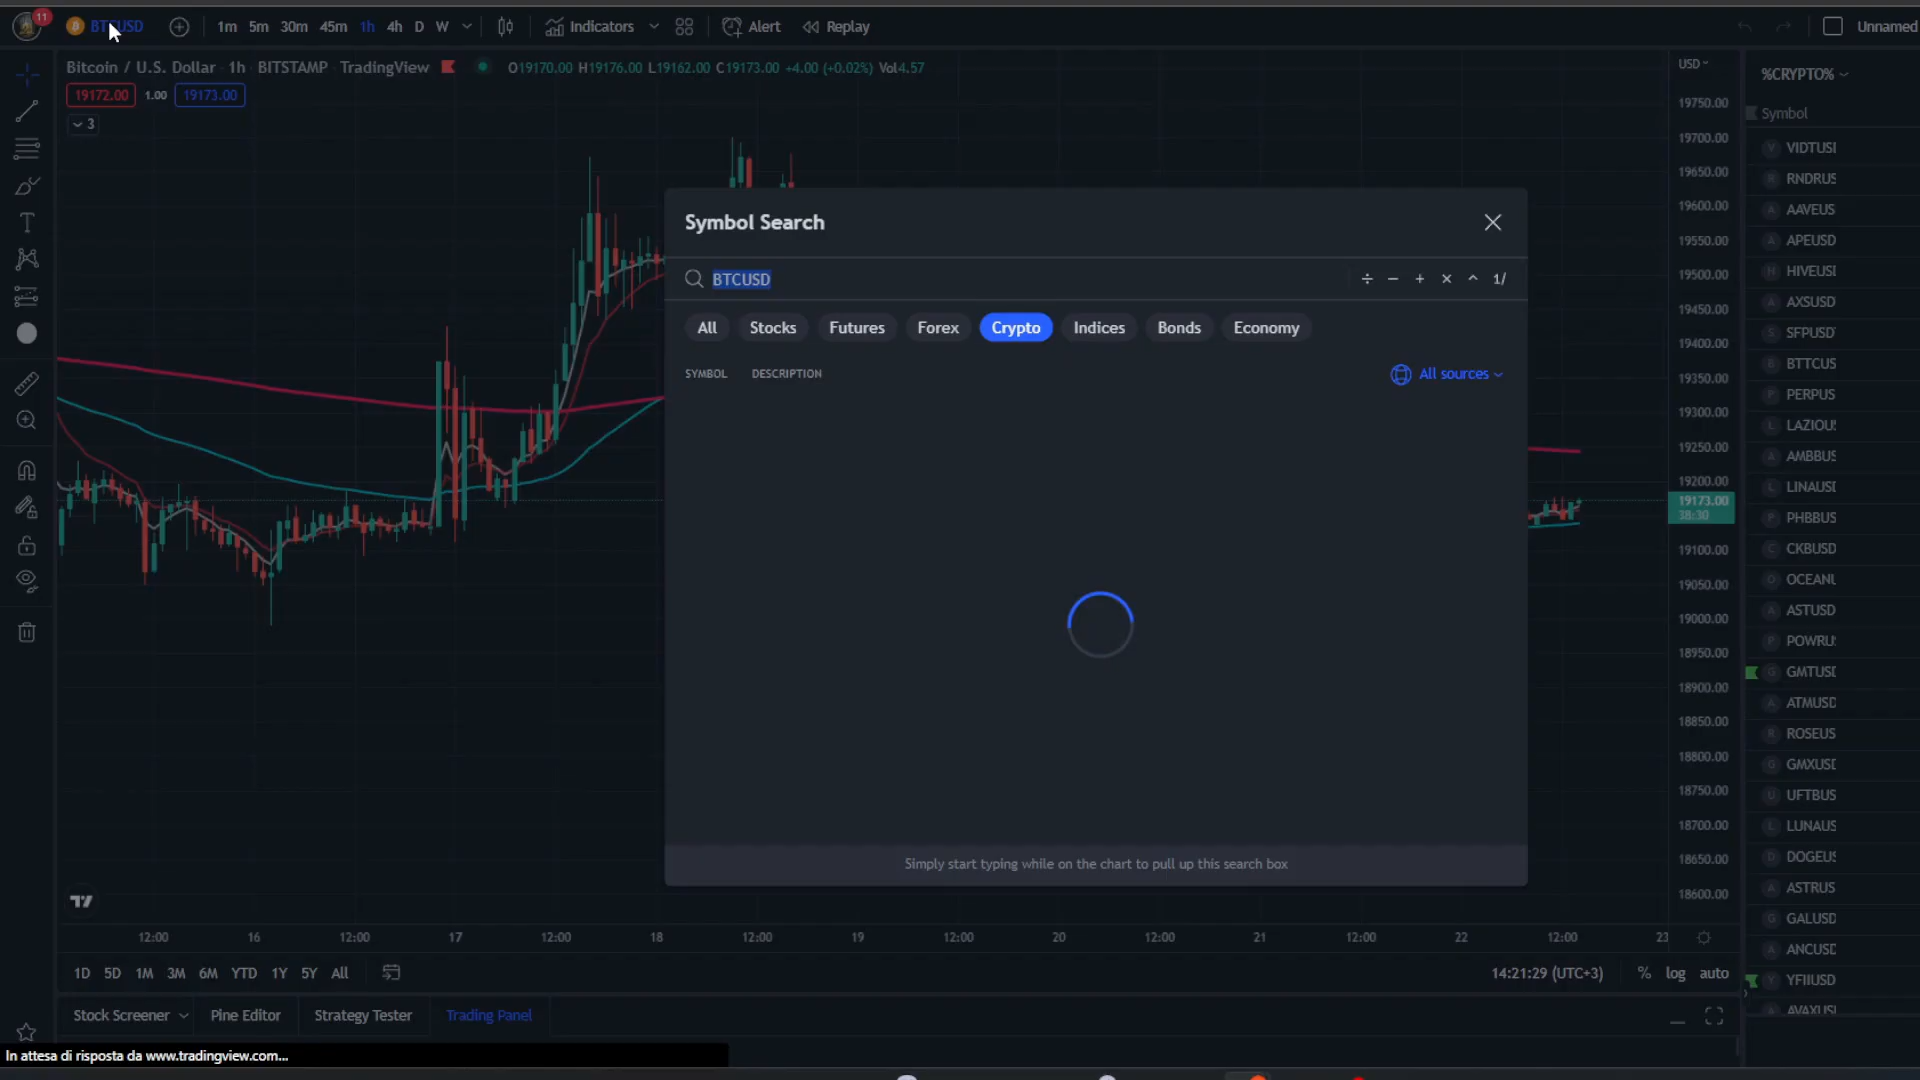 11 BTCUSD 1m 5m 30m 45m 1h 4h D W Indicators Alert Replay Unnamed
Bitcoin / U.S. Dollar 1h BITSTAMP TradingView O19170.00 H19176.00 L19162.00 C19173.00 +4.00 (+0.02%) Vol4.57
19172.00 1.00 19173.00
3
Symbol Search
BTCUSD ÷ − + × ^ 1/
All Stocks Futures Forex Crypto Indices Bonds Economy
SYMBOL DESCRIPTION All sources
Simply start typing while on the chart to pull up this search box
USD
19750.00
19700.00
19650.00
19600.00
19550.00
19500.00
19450.00
19400.00
19350.00
19300.00
19250.00
19200.00
19173.00
38:30
19100.00
19050.00
19000.00
18950.00
18900.00
18850.00
18800.00
18750.00
18700.00
18650.00
18600.00
%CRYPTO%
Symbol
V VIDTUSI
R RNDRUS
A AAVEUS
A APEUSD
H HIVEUSI
A AXSUSD
S SFPUSD
B BTTCUS
P PERPUS
L LAZIOU
A AMBBUS
L LINAUSI
P PHBBUS
C CKBUSD
O OCEANU
A ASTUSD
P POWRU
G GMTUSI
A ATMUSD
R ROSEUS
G GMXUSI
U UFTBUS
L LUNAUS
D DOGEUS
A ASTRUS
G GALUSD
A ANCUSD
Y YFIIUSD
A AVAXUSI
12:00 16 12:00 17 12:00 18 12:00 19 12:00 20 12:00 21 12:00 22 12:00 23
1D 5D 1M 3M 6M YTD 1Y 5Y All 14:21:29 (UTC+3) % log auto
Stock Screener Pine Editor Strategy Tester Trading Panel
In attesa di risposta da www.tradingview.com...